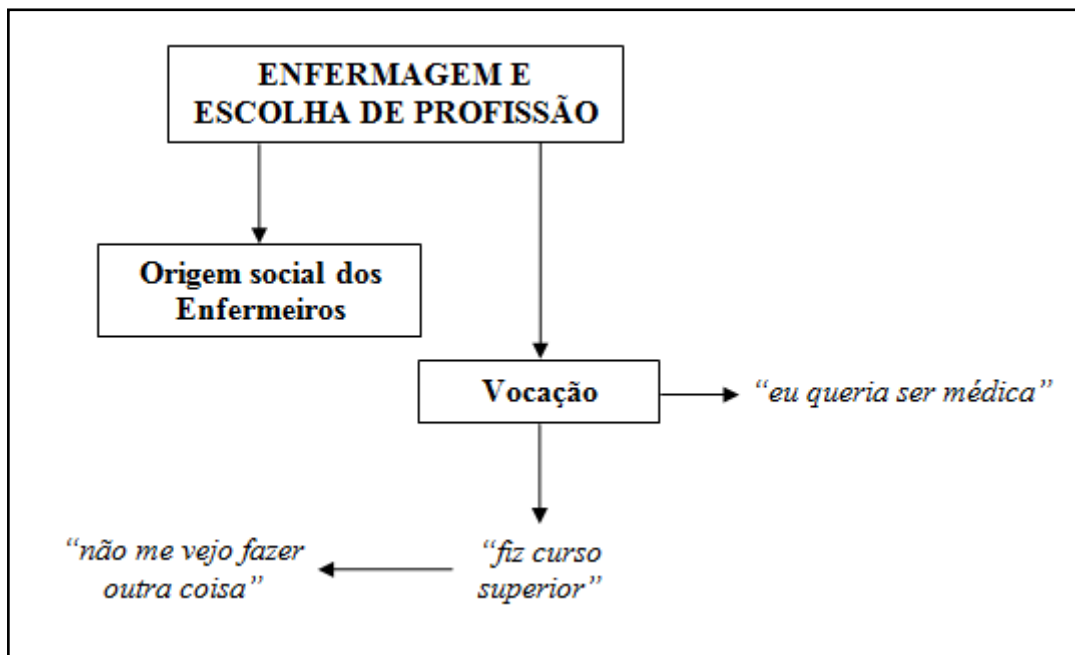 ENFERMAGEM E
ESCOLHA DE PROFISSÃO
Origem social dos
Enfermeiros
Vocação
“eu queria ser médica”
“não me vejo fazer
outra coisa”
“fiz curso
superior”